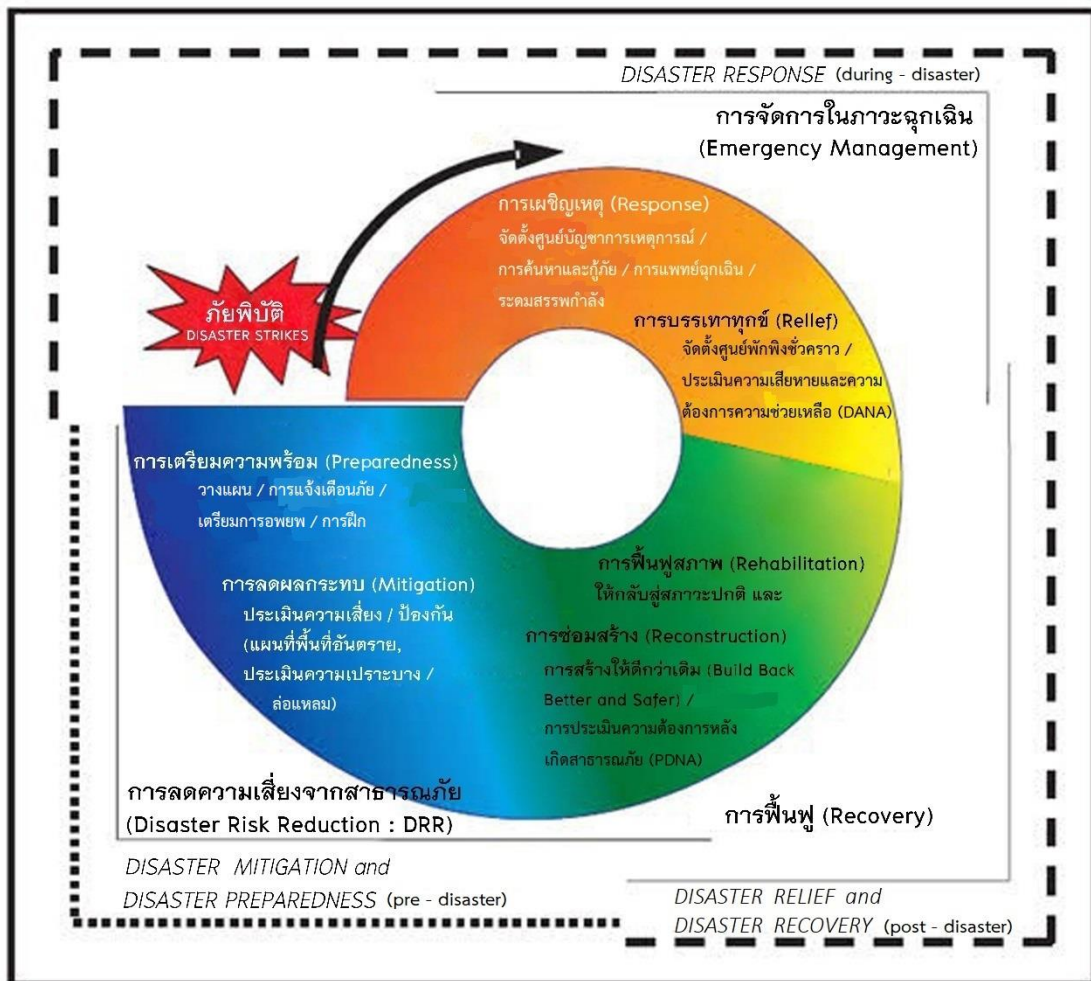 DISASTER RESPONSE (during - disaster)
การจัดการในภาวะฉุกเฉิน
(Emergency Management)
การเผชิญเหตุ (Response)
จัดตั้งศูนย์บัญชาการเหตุการณ์ /
การค้นหาและกู้ภัย / การแพทย์ฉุกเฉิน /
ระดมสรรพกำลัง
ภัยพิบัติ
DISASTER STRIKES
การบรรเทาทุกข์ (Rellef)
จัดตั้งศูนย์พักพิงชั่วคราว /
ประเมินความเสียหายและความ
ต้องการความช่วยเหลือ (DANA)
การเตรียมความพร้อม (Preparedness)
วางแผน / การแจ้งเตือนภัย /
เตรียมการอพยพ / การฝึก
การลดผลกระทบ (Mitigation)
ประเมินความเสี่ยง / ป้องกัน
(แผนที่พื้นที่อันตราย,
ประเมินความเปราะบาง /
ล่อแหลม)
การฟื้นฟูสภาพ (Rehabilitation)
ให้กลับสู่สภาวะปกติ และ
การซ่อมสร้าง (Reconstruction)
การสร้างให้ดีกว่าเดิม (Build Back
Better and Safer) /
การประเมินความต้องการหลัง
เกิดสาธารณภัย (PDNA)
การลดความเสี่ยงจากสาธารณภัย
(Disaster Risk Reduction : DRR)
การฟื้นฟู (Recovery)
DISASTER MITIGATION and
DISASTER PREPAREDNESS (pre - disaster)
DISASTER RELIEF and
DISASTER RECOVERY (post - disaster)